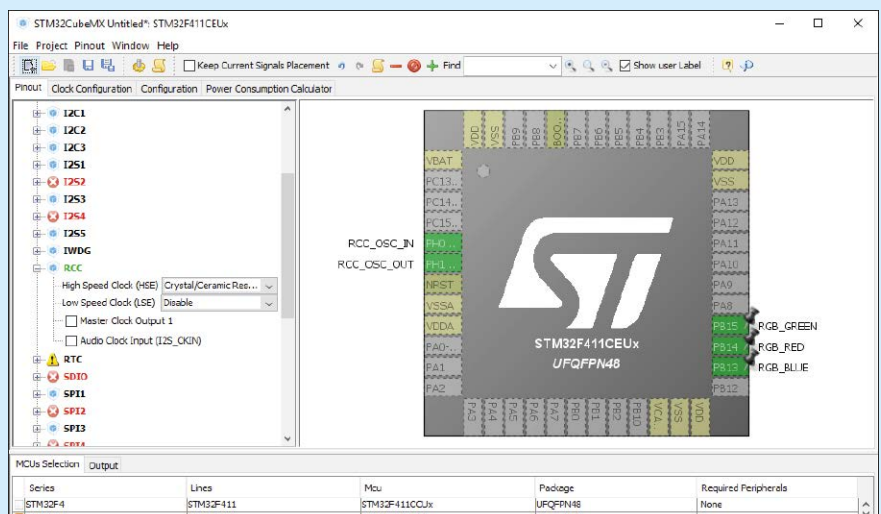 STM32CubeMX Untitled*: STM32F411CEUx
File Project Pinout Window Help
Keep Current Signals Placement Find Show user Label
Pinout Clock Configuration Configuration Power Consumption Calculator
I2C1
I2C2
I2C3
I2S1
I2S2
I2S3
I2S4
I2S5
IWDG
RCC
High Speed Clock (HSE) Crystal/Ceramic Res...
Low Speed Clock (LSE) Disable
Master Clock Output 1
Audio Clock Input (I2S_CKIN)
RTC
SDIO
SPI1
SPI2
SPI3
SPI4
VDD VSS PB9 PB8 BOO.. PB7 PB6 PB5 PB4 PB3 PA15 PA14
VBAT
PC13..
PC14..
PC15..
RCC_OSC_IN PH0 ..
RCC_OSC_OUT PH1 ..
NRST
VSSA
VDDA
PA0-..
PA1
PA2
ST
STM32F411CEUx
UFQFPN48
VDD
VSS
PA13
PA12
PA11
PA10
PA9
PA8
PB15 RGB_GREEN
PB14 RGB_RED
PB13 RGB_BLUE
PB12
PA3 PA4 PA5 PA6 PA7 PB0 PB1 PB2 PB10 VCA.. VSS VDD
MCUs Selection Output
Series Lines Mcu Package Required Peripherals
STM32F4 STM32F411 STM32F411CCUx UFQFPN48 None